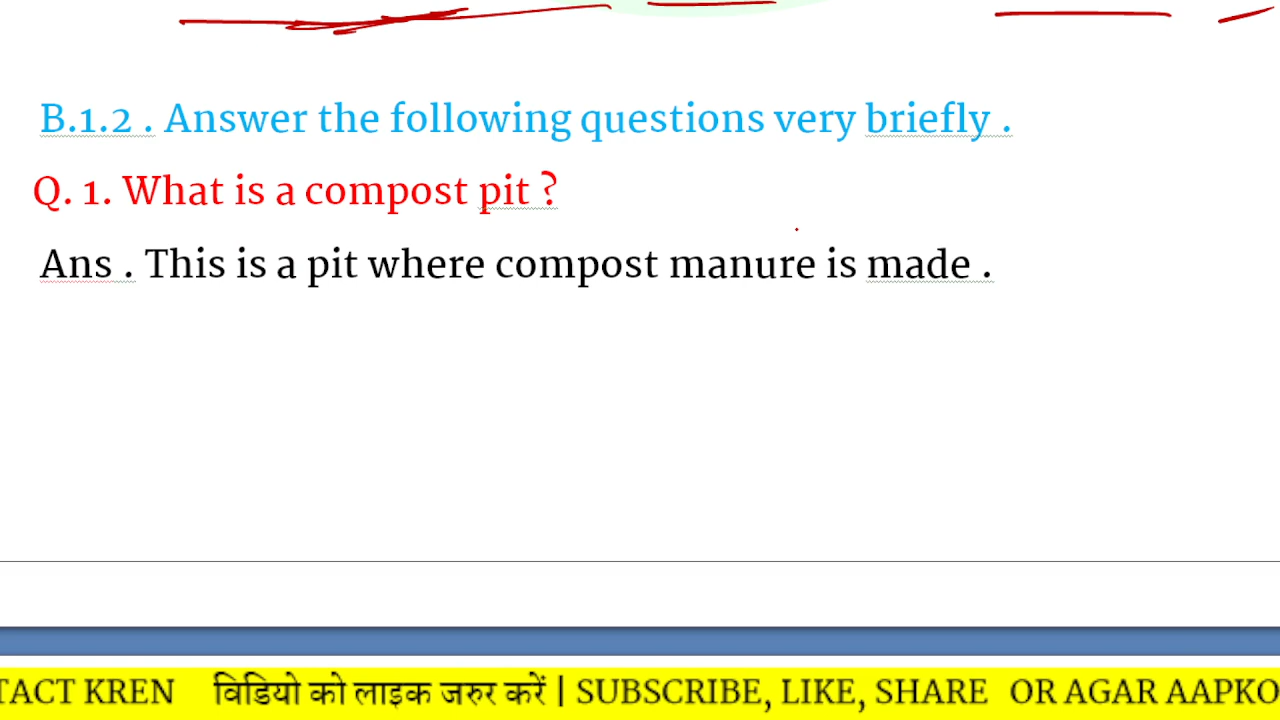 B.1.2 . Answer the following questions very briefly .
Q. 1. What is a compost pit ?
Ans . This is a pit where compost manure is made .
TACT KREN विडियो को लाइक जरुर करें | SUBSCRIBE, LIKE, SHARE OR AGAR AAPKO